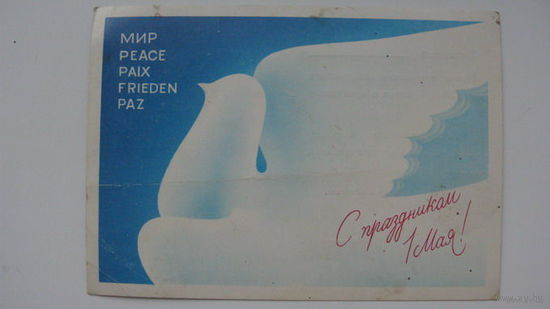 МИР
PEACE
PAIX
FRIEDEN
PAZ
С праздником
1 Мая!